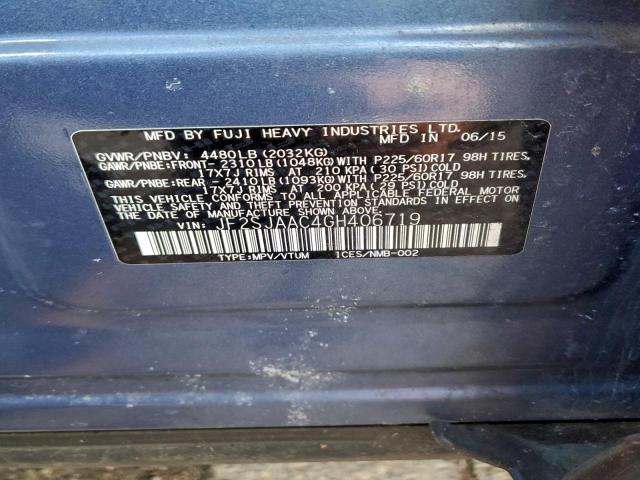 MFD BY FUJI HEAVY INDUSTRIES LTD.
MFD IN 06/15
GVWR/PNBV: 4480LB(2032KG)
GAWR/PNBE:FRONT- 2310LB(1048KG)WITH P225/60R17 98H TIRES.
17X7J RIMS AT 210 KPA(30 PSI)COLD
GAWR/PNBE:REAR - 2410LB(1093KG)WITH P225/60R17 98H TIRES.
17X7J RIMS AT 200 KPA(29 PSI)COLD
THIS VEHICLE CONFORMS TO ALL APPLICABLE FEDERAL MOTOR
VEHICLE SAFETY AND BUMPER STANDARDS IN EFFECT
ON THE DATE OF MANUFACTURE SHOWN ABOVE.
VIN: JF2SJAAC4GH406719
TYPE:MPV/VTUM ICES/NMB-002